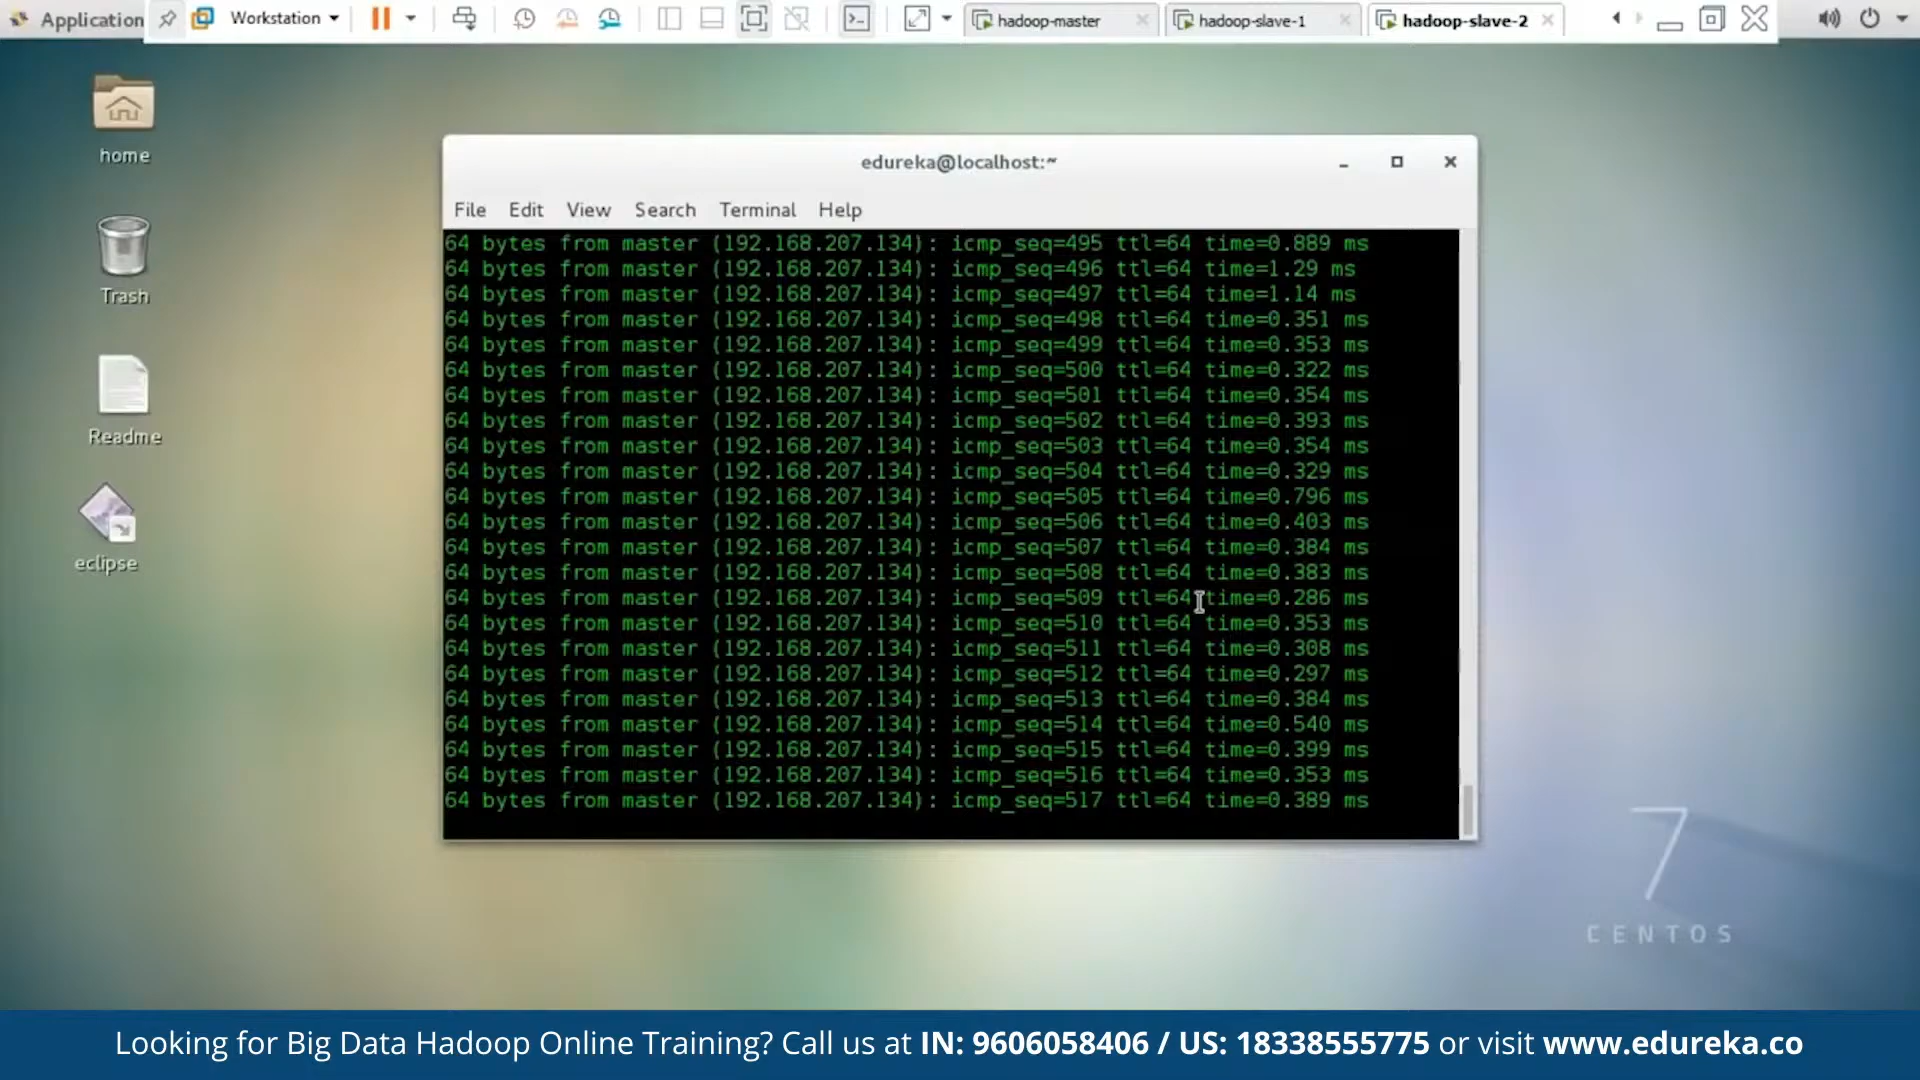 Application
Workstation
hadoop-master
hadoop-slave-1
hadoop-slave-2
home
Trash
Readme
eclipse
edureka@localhost:~
File Edit View Search Terminal Help
64 bytes from master (192.168.207.134): icmp_seq=495 ttl=64 time=0.889 ms
64 bytes from master (192.168.207.134): icmp_seq=496 ttl=64 time=1.29 ms
64 bytes from master (192.168.207.134): icmp_seq=497 ttl=64 time=1.14 ms
64 bytes from master (192.168.207.134): icmp_seq=498 ttl=64 time=0.351 ms
64 bytes from master (192.168.207.134): icmp_seq=499 ttl=64 time=0.353 ms
64 bytes from master (192.168.207.134): icmp_seq=500 ttl=64 time=0.322 ms
64 bytes from master (192.168.207.134): icmp_seq=501 ttl=64 time=0.354 ms
64 bytes from master (192.168.207.134): icmp_seq=502 ttl=64 time=0.393 ms
64 bytes from master (192.168.207.134): icmp_seq=503 ttl=64 time=0.354 ms
64 bytes from master (192.168.207.134): icmp_seq=504 ttl=64 time=0.329 ms
64 bytes from master (192.168.207.134): icmp_seq=505 ttl=64 time=0.796 ms
64 bytes from master (192.168.207.134): icmp_seq=506 ttl=64 time=0.403 ms
64 bytes from master (192.168.207.134): icmp_seq=507 ttl=64 time=0.384 ms
64 bytes from master (192.168.207.134): icmp_seq=508 ttl=64 time=0.383 ms
64 bytes from master (192.168.207.134): icmp_seq=509 ttl=64 time=0.286 ms
64 bytes from master (192.168.207.134): icmp_seq=510 ttl=64 time=0.353 ms
64 bytes from master (192.168.207.134): icmp_seq=511 ttl=64 time=0.308 ms
64 bytes from master (192.168.207.134): icmp_seq=512 ttl=64 time=0.297 ms
64 bytes from master (192.168.207.134): icmp_seq=513 ttl=64 time=0.384 ms
64 bytes from master (192.168.207.134): icmp_seq=514 ttl=64 time=0.540 ms
64 bytes from master (192.168.207.134): icmp_seq=515 ttl=64 time=0.399 ms
64 bytes from master (192.168.207.134): icmp_seq=516 ttl=64 time=0.353 ms
64 bytes from master (192.168.207.134): icmp_seq=517 ttl=64 time=0.389 ms
7
CENTOS
Looking for Big Data Hadoop Online Training? Call us at IN: 9606058406 / US: 18338555775 or visit www.edureka.co